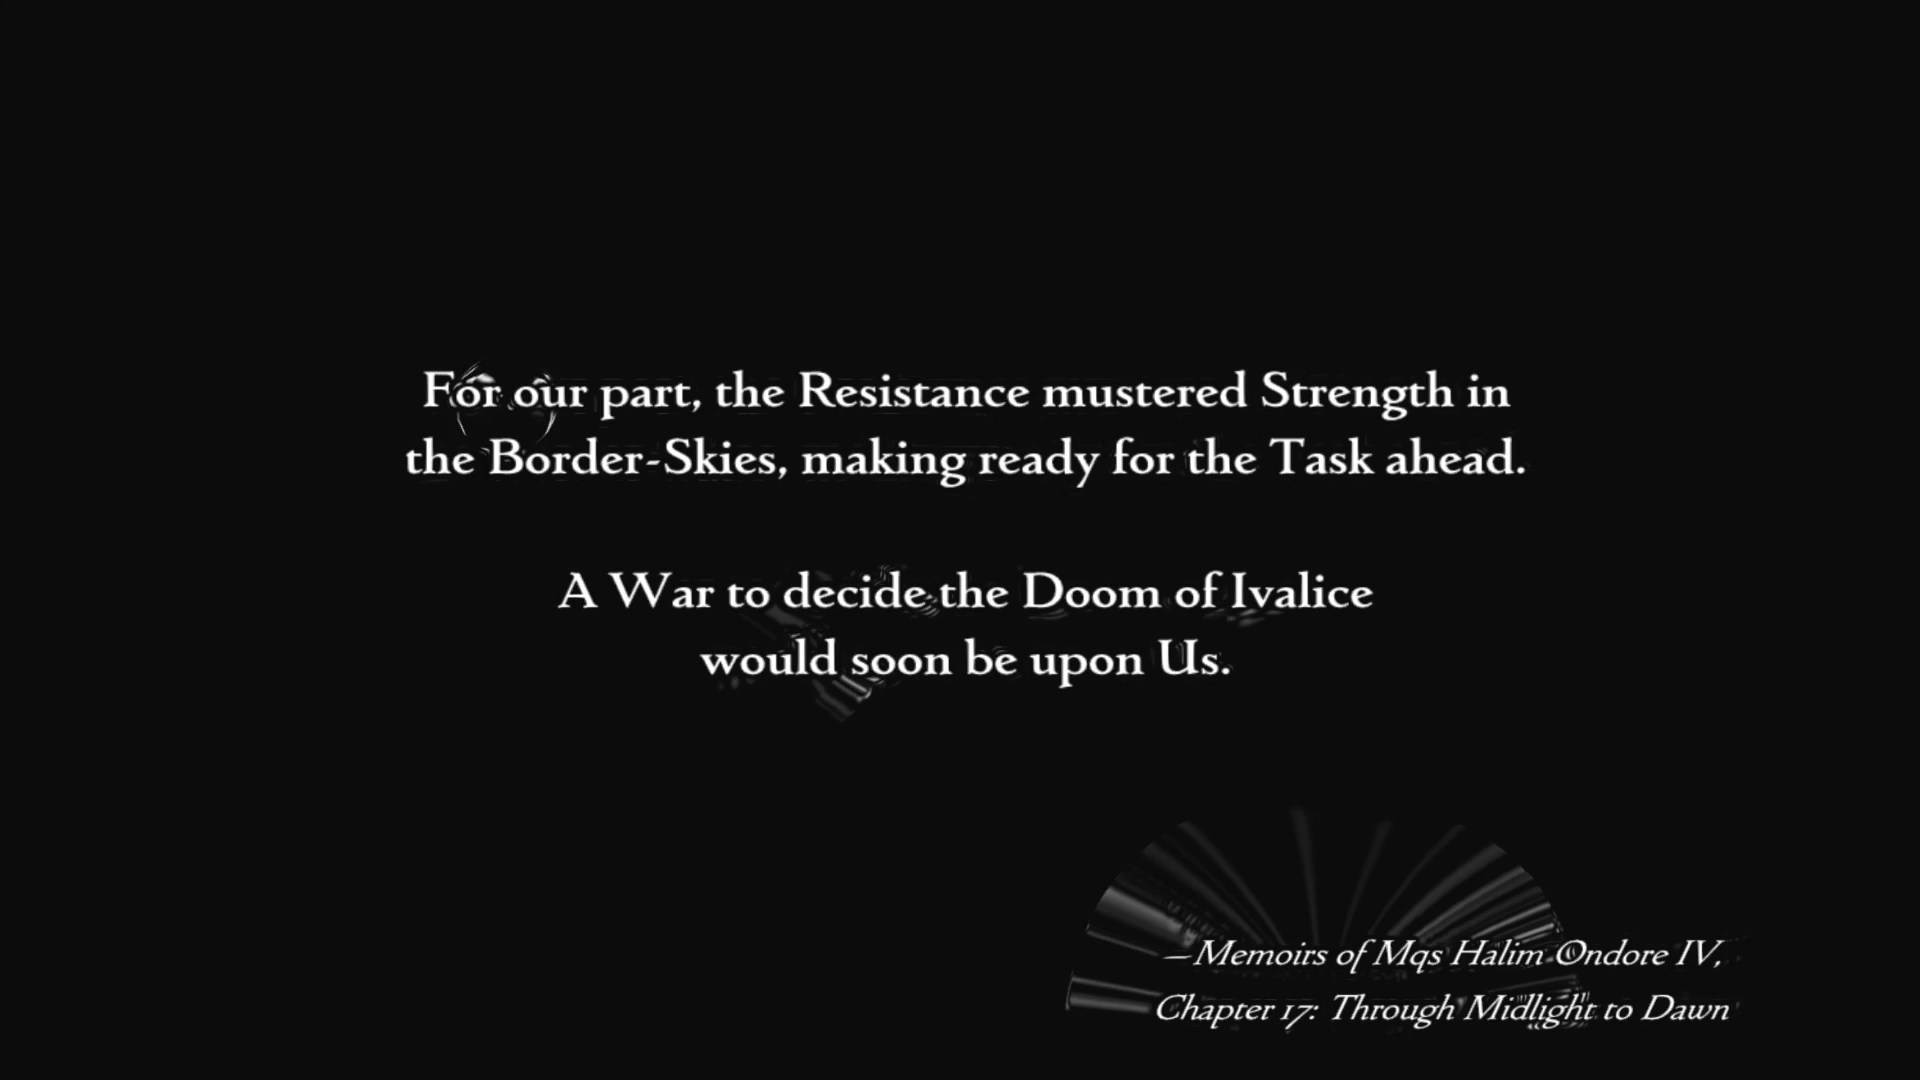 For our part, the Resistance mustered Strength in
the Border-Skies, making ready for the Task ahead.
A War to decide the Doom of Ivalice
would soon be upon Us.
—Memoirs of Mqs Halim Ondore IV,
Chapter 17: Through Midlight to Dawn